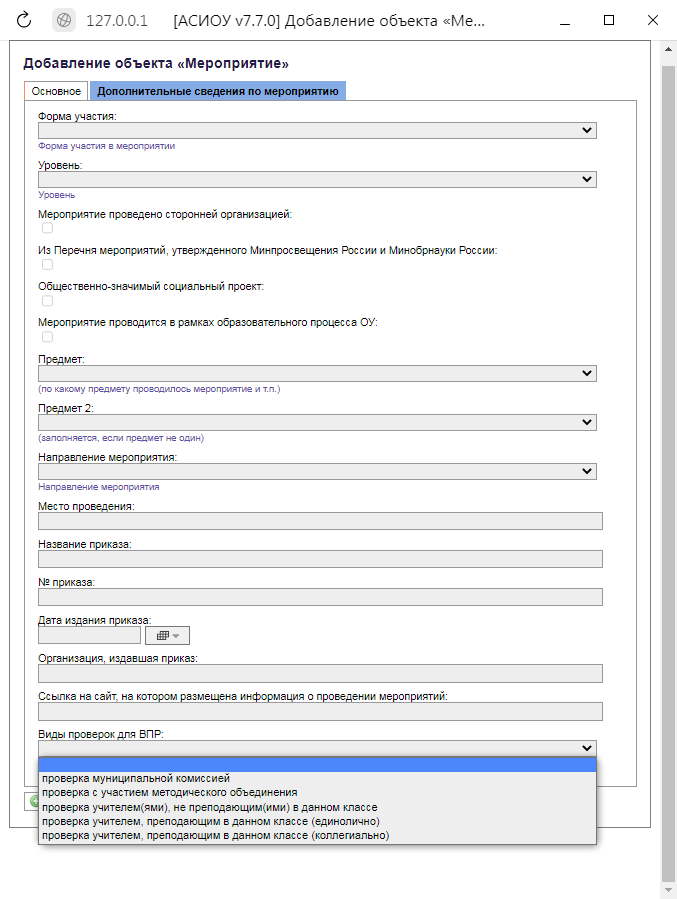 127.0.0.1 [АСИОУ v7.7.0] Добавление объекта «Ме...
Добавление объекта «Мероприятие»
Основное Дополнительные сведения по мероприятию
Форма участия:
Форма участия в мероприятии
Уровень:
Уровень
Мероприятие проведено сторонней организацией:
Из Перечня мероприятий, утвержденного Минпросвещения России и Минобрнауки России:
Общественно-значимый социальный проект:
Мероприятие проводится в рамках образовательного процесса ОУ:
Предмет:
(по какому предмету проводилось мероприятие и т.п.)
Предмет 2:
(заполняется, если предмет не один)
Направление мероприятия:
Направление мероприятия
Место проведения:
Название приказа:
№ приказа:
Дата издания приказа:
Организация, издавшая приказ:
Ссылка на сайт, на котором размещена информация о проведении мероприятий:
Виды проверок для ВПР:
проверка муниципальной комиссией
проверка с участием методического объединения
проверка учителем(ями), не преподающим(ими) в данном классе
проверка учителем, преподающим в данном классе (единолично)
проверка учителем, преподающим в данном классе (коллегиально)